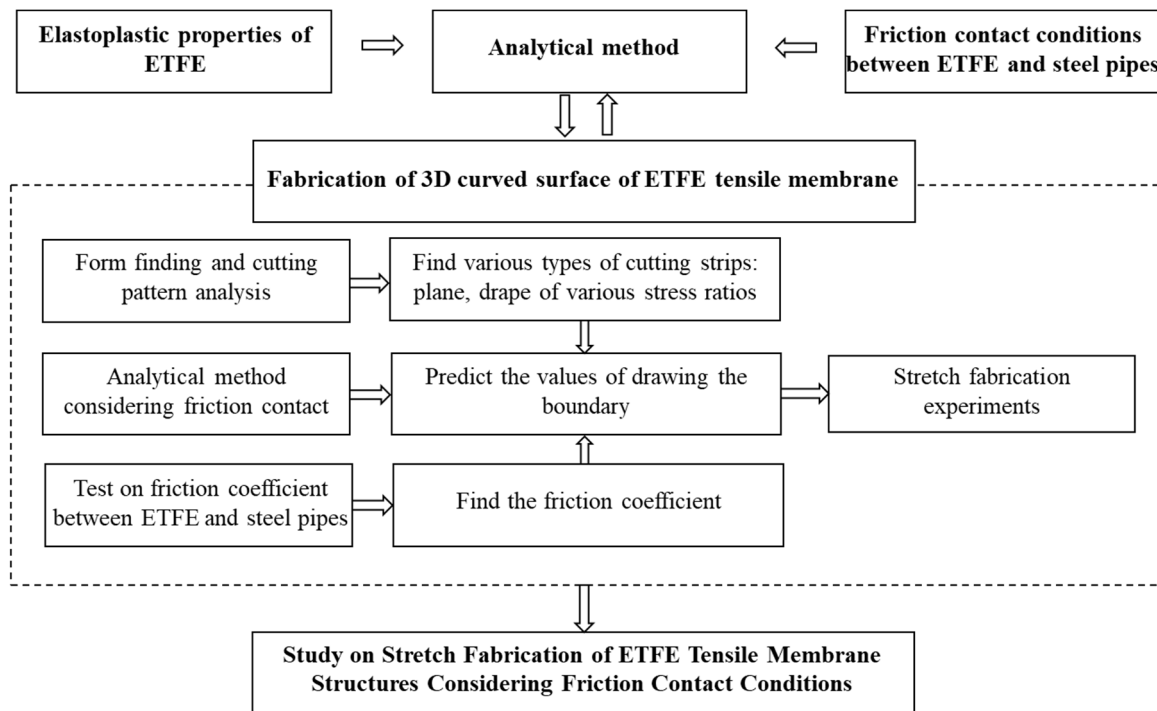 Elastoplastic properties of
ETFE
Analytical method
Friction contact conditions
between ETFE and steel pipes
Fabrication of 3D curved surface of ETFE tensile membrane
Form finding and cutting
pattern analysis
Find various types of cutting strips:
plane, drape of various stress ratios
Analytical method
considering friction contact
Predict the values of drawing the
boundary
Stretch fabrication
experiments
Test on friction coefficient
between ETFE and steel pipes
Find the friction coefficient
Study on Stretch Fabrication of ETFE Tensile Membrane
Structures Considering Friction Contact Conditions